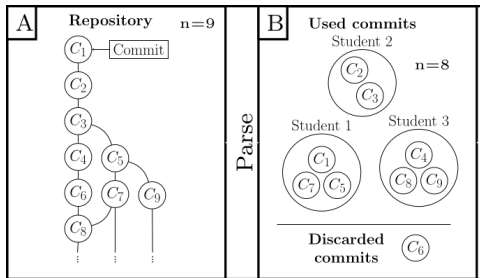 A
Repository
n=9
C1
Commit
C2
C3
C4
C5
C6
C7
C9
C8
⋮
⋮
⋮
Parse
B
Used commits
Student 2
n=8
C2
C3
Student 1
Student 3
C1
C7
C5
C4
C8
C9
Discarded
commits
C6